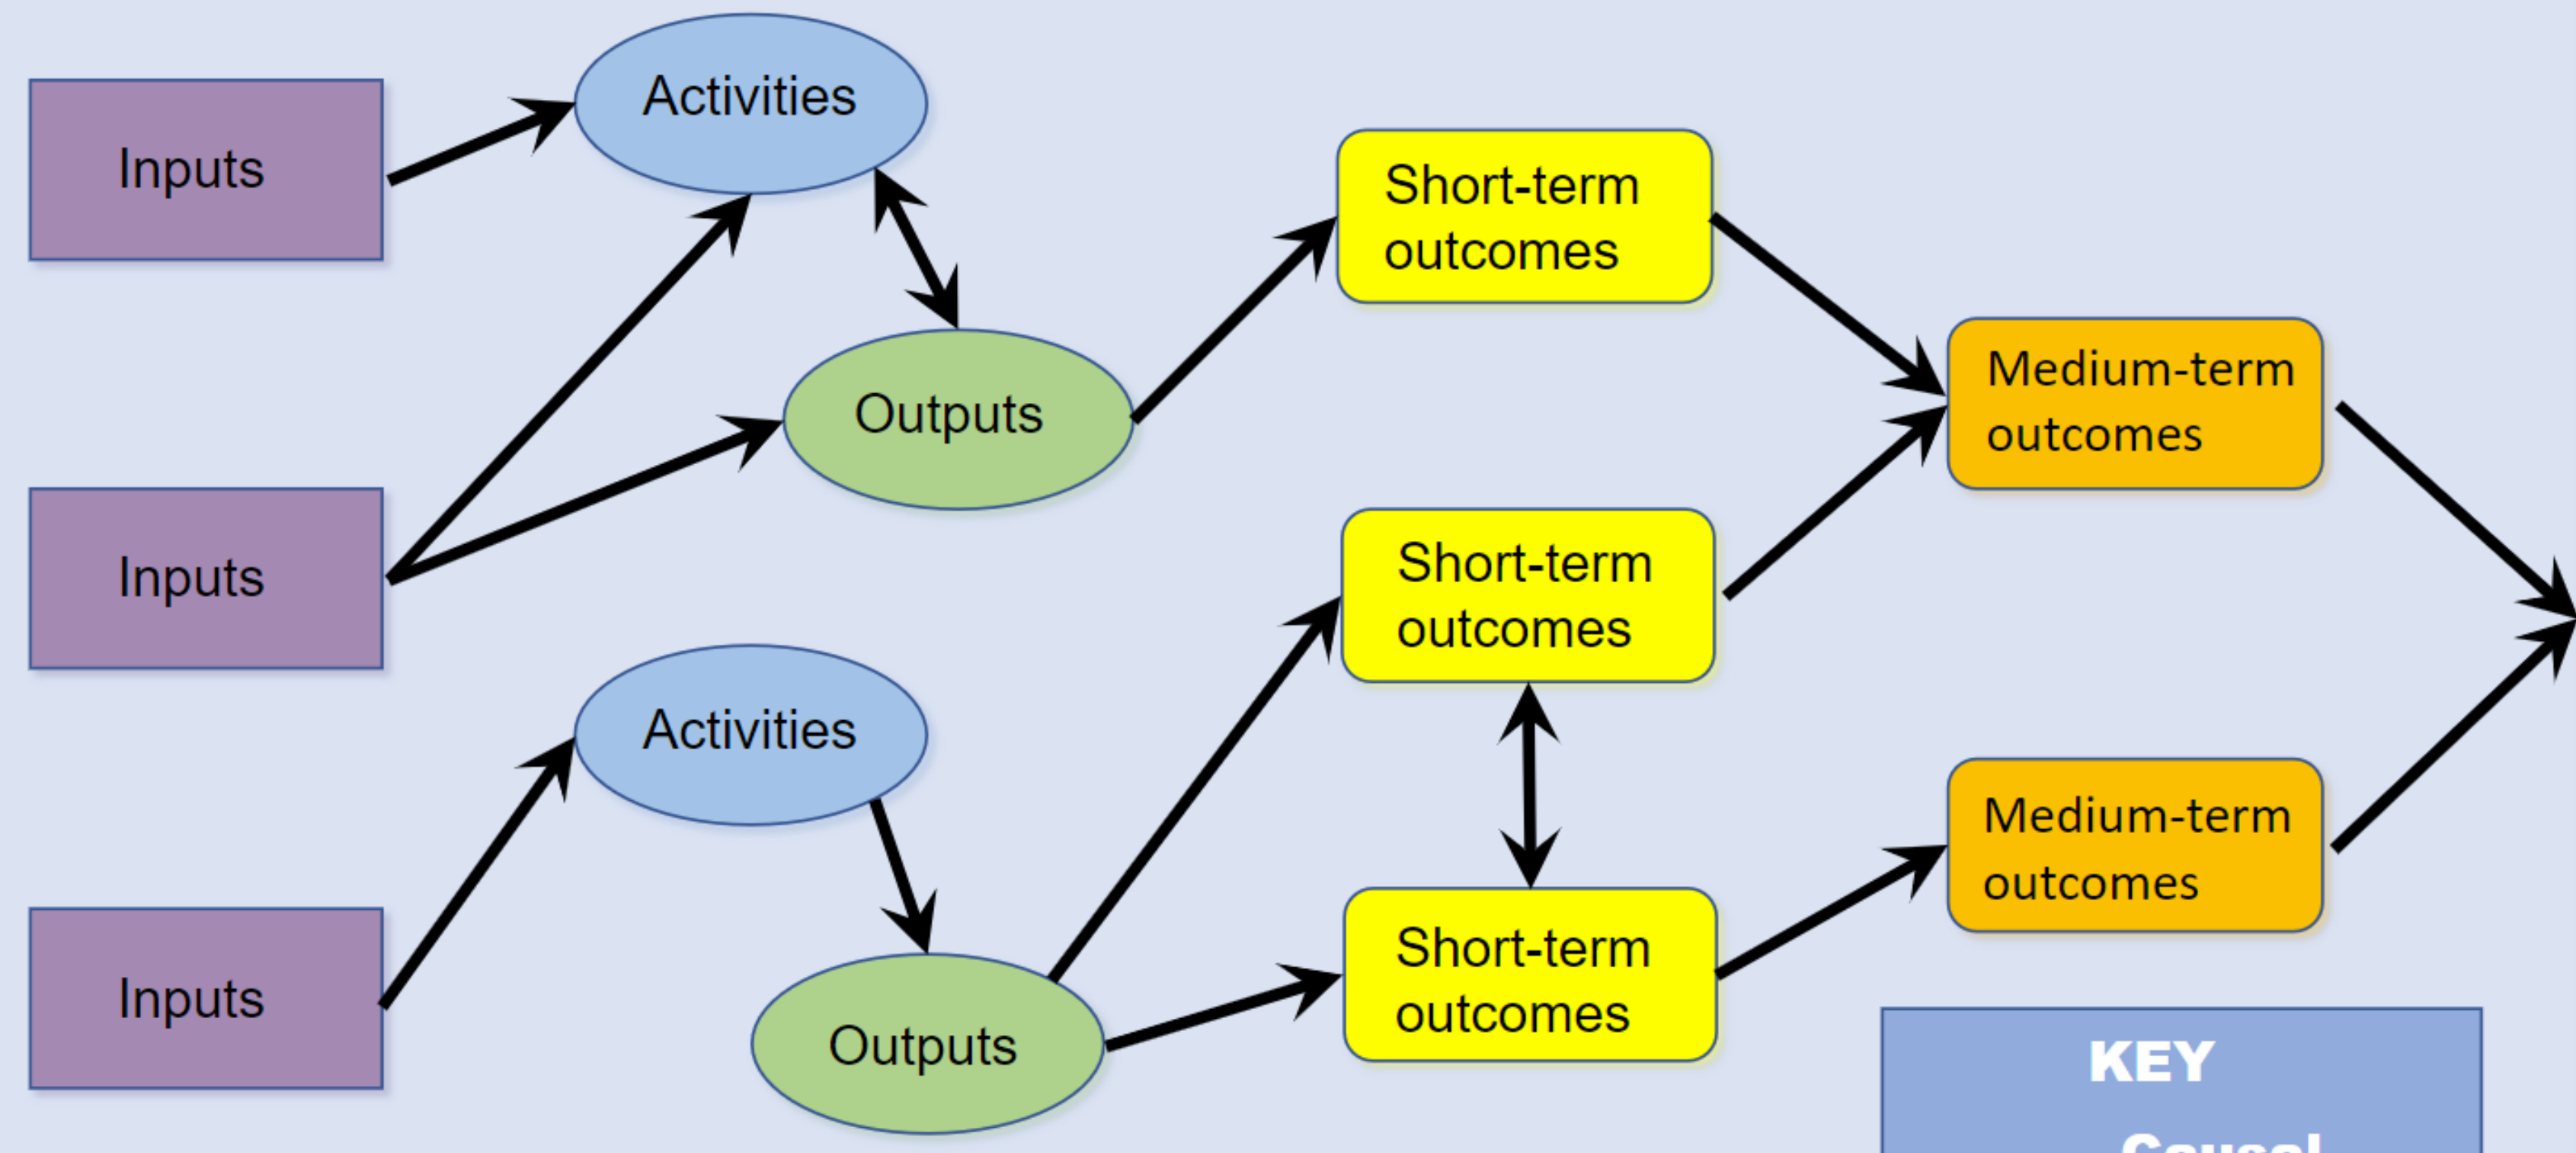 Activities
Inputs
Short-term
outcomes
Outputs
Medium-term
outcomes
Inputs
Short-term
outcomes
Activities
Medium-term
outcomes
Short-term
outcomes
Inputs
Outputs
KEY
Causal